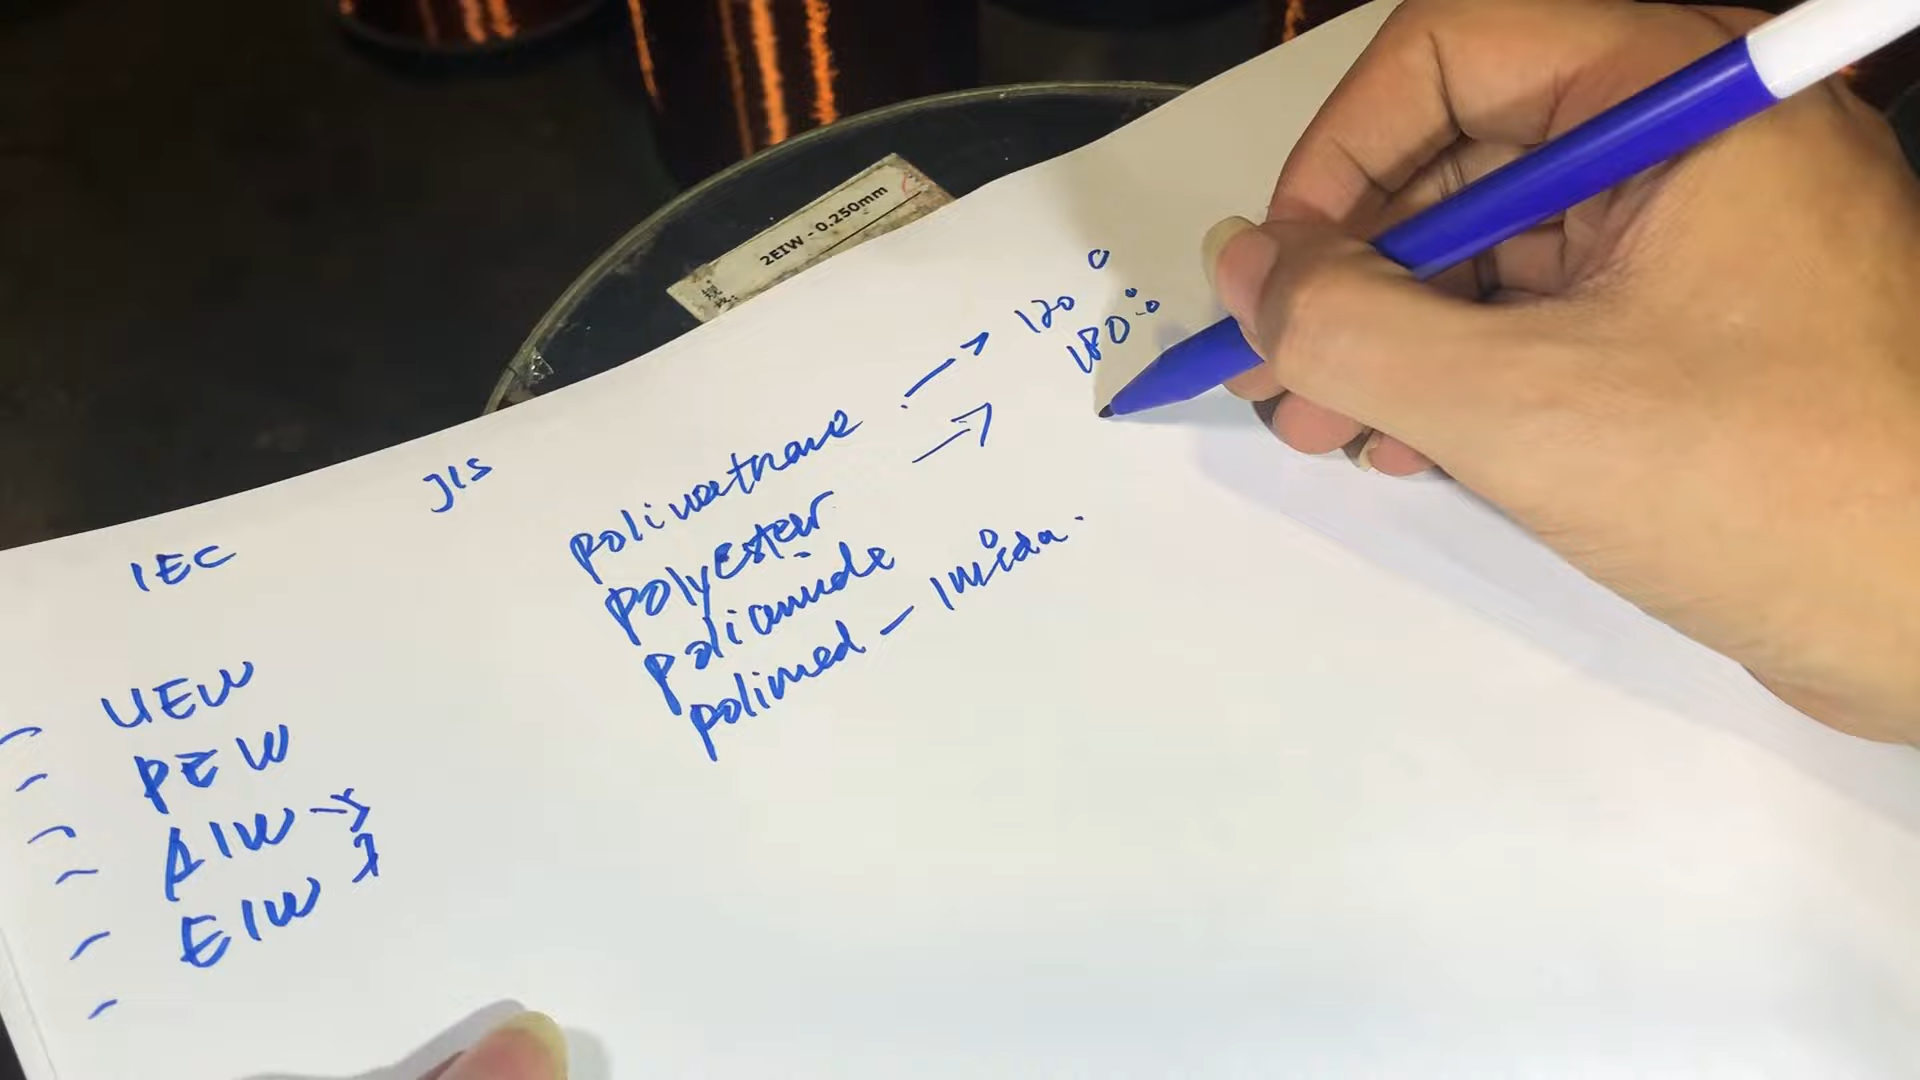 2EIW - 0.250mm
IEC
JIS
UEW
PEW
AIW →
EIW
poliurethane → 120°
polyester → 180°
poliamide
polimed - imida.